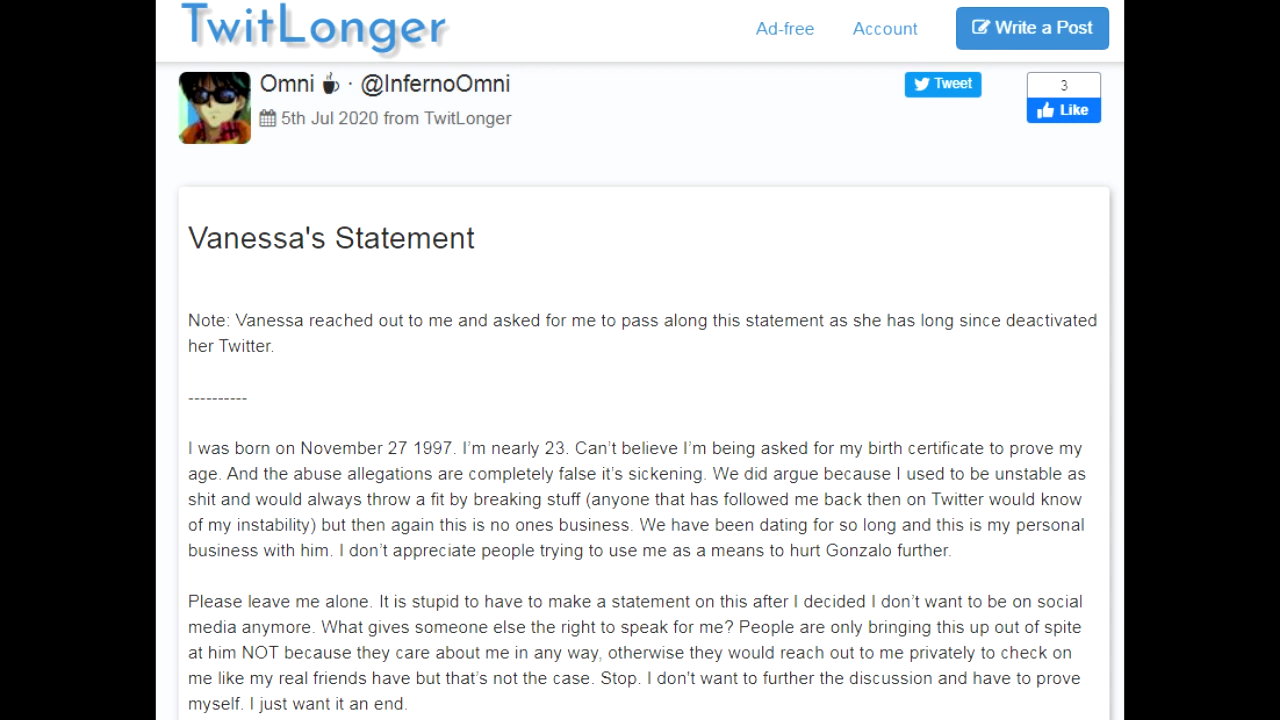 TwitLonger
Ad-free
Account
Write a Post
Omni · @InfernoOmni
5th Jul 2020 from TwitLonger
Tweet
3
Like
Vanessa's Statement
Note: Vanessa reached out to me and asked for me to pass along this statement as she has long since deactivated
her Twitter.
----------
I was born on November 27 1997. I’m nearly 23. Can’t believe I’m being asked for my birth certificate to prove my
age. And the abuse allegations are completely false it’s sickening. We did argue because I used to be unstable as
shit and would always throw a fit by breaking stuff (anyone that has followed me back then on Twitter would know
of my instability) but then again this is no ones business. We have been dating for so long and this is my personal
business with him. I don’t appreciate people trying to use me as a means to hurt Gonzalo further.
Please leave me alone. It is stupid to have to make a statement on this after I decided I don’t want to be on social
media anymore. What gives someone else the right to speak for me? People are only bringing this up out of spite
at him NOT because they care about me in any way, otherwise they would reach out to me privately to check on
me like my real friends have but that’s not the case. Stop. I don't want to further the discussion and have to prove
myself. I just want it an end.